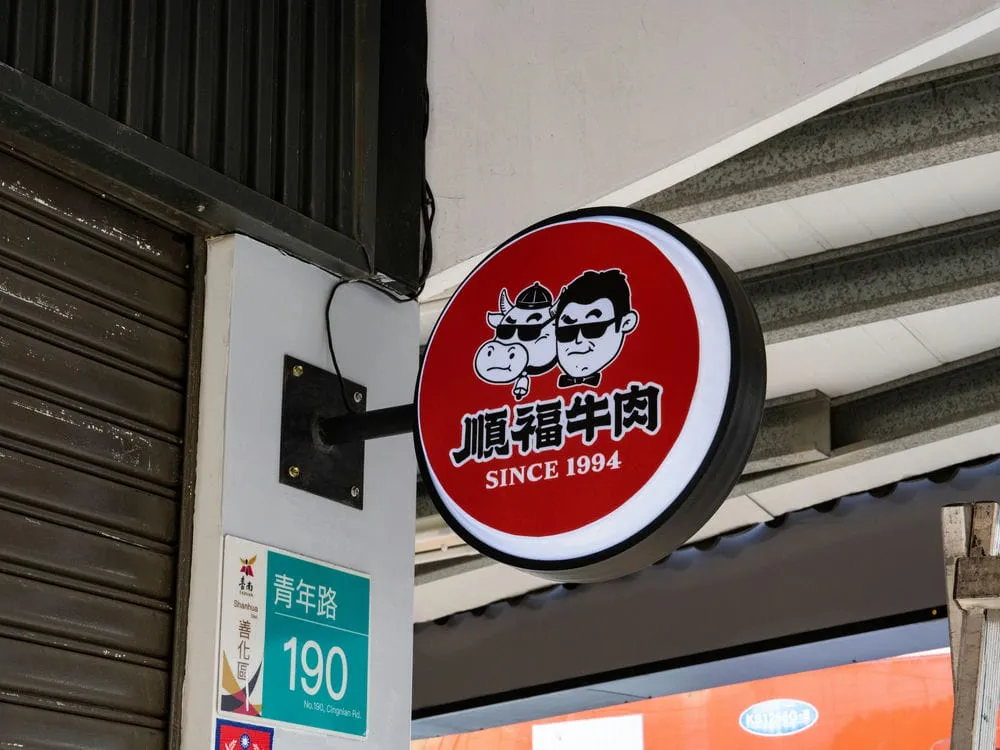 順福牛肉
SINCE 1994
臺南
TAINAN
Shanhua
Dist.
善化區
青年路
190
No.190, Cingnian Rd.